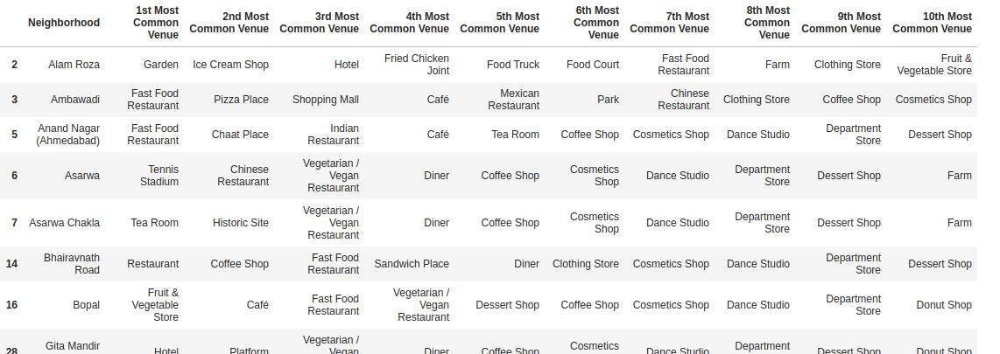 Neighborhood 1st Most Common Venue 2nd Most Common Venue 3rd Most Common Venue 4th Most Common Venue 5th Most Common Venue 6th Most Common Venue 7th Most Common Venue 8th Most Common Venue 9th Most Common Venue 10th Most Common Venue
2 Alam Roza Garden Ice Cream Shop Hotel Fried Chicken Joint Food Truck Food Court Fast Food Restaurant Farm Clothing Store Fruit & Vegetable Store
3 Ambawadi Fast Food Restaurant Pizza Place Shopping Mall Café Mexican Restaurant Park Chinese Restaurant Clothing Store Coffee Shop Cosmetics Shop
5 Anand Nagar (Ahmedabad) Fast Food Restaurant Chaat Place Indian Restaurant Café Tea Room Coffee Shop Cosmetics Shop Dance Studio Department Store Dessert Shop
6 Asarwa Tennis Stadium Chinese Restaurant Vegetarian / Vegan Restaurant Diner Coffee Shop Cosmetics Shop Dance Studio Department Store Dessert Shop Farm
7 Asarwa Chakla Tea Room Historic Site Vegetarian / Vegan Restaurant Diner Coffee Shop Cosmetics Shop Dance Studio Department Store Dessert Shop Farm
14 Bhairavnath Road Restaurant Coffee Shop Fast Food Restaurant Sandwich Place Diner Clothing Store Cosmetics Shop Dance Studio Department Store Dessert Shop
16 Bopal Fruit & Vegetable Store Café Fast Food Restaurant Vegetarian / Vegan Restaurant Dessert Shop Coffee Shop Cosmetics Shop Dance Studio Department Store Donut Shop
28 Gita Mandir Hotel Platform Vegetarian / Vegan Diner Coffee Shop Cosmetics Dance Studio Department Dessert Shop Donut Shop